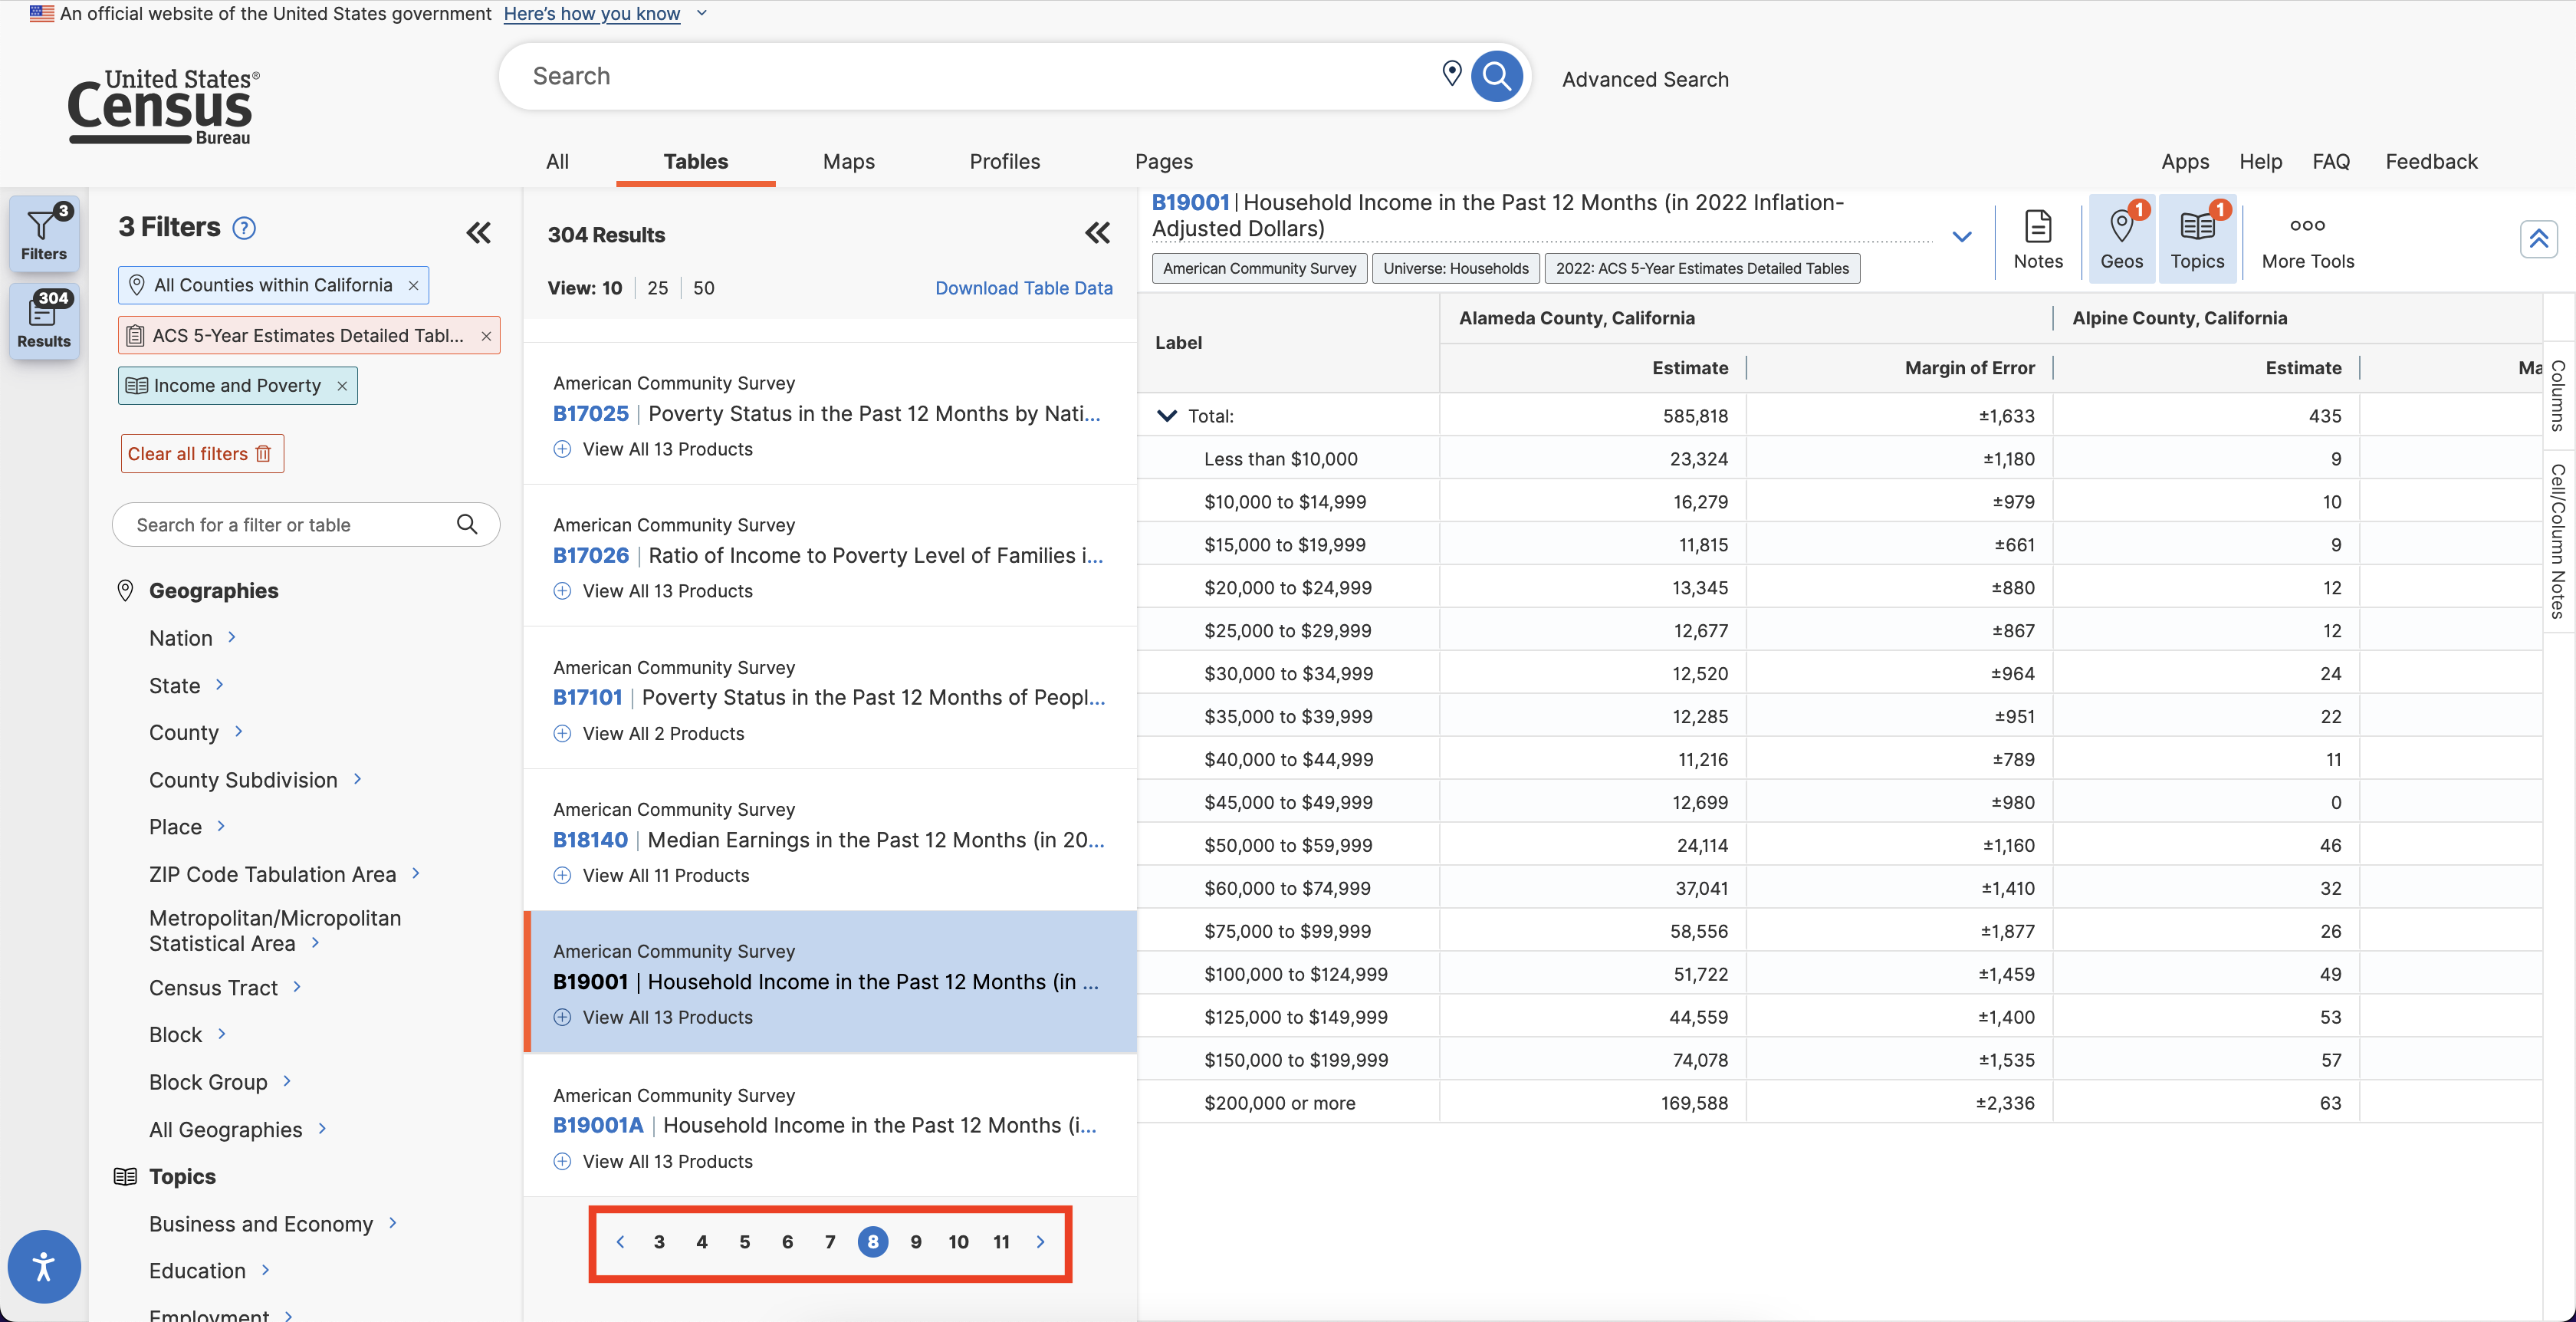 An official website of the United States government Here's how you know
United States®
Census
Bureau
Search
Advanced Search
All Tables Maps Profiles Pages
Apps Help FAQ Feedback
3
Filters
304
Results
3 Filters ?
All Counties within California ×
ACS 5-Year Estimates Detailed Tabl... ×
Income and Poverty ×
Clear all filters
Search for a filter or table
Geographies
Nation
State
County
County Subdivision
Place
ZIP Code Tabulation Area
Metropolitan/Micropolitan
Statistical Area
Census Tract
Block
Block Group
All Geographies
Topics
Business and Economy
Education
Employment
304 Results
View: 10 | 25 | 50 Download Table Data
American Community Survey
B17025 | Poverty Status in the Past 12 Months by Nati...
View All 13 Products
American Community Survey
B17026 | Ratio of Income to Poverty Level of Families i...
View All 13 Products
American Community Survey
B17101 | Poverty Status in the Past 12 Months of Peopl...
View All 2 Products
American Community Survey
B18140 | Median Earnings in the Past 12 Months (in 20...
View All 11 Products
American Community Survey
B19001 | Household Income in the Past 12 Months (in ...
View All 13 Products
American Community Survey
B19001A | Household Income in the Past 12 Months (i...
View All 13 Products
3 4 5 6 7 8 9 10 11
B19001 | Household Income in the Past 12 Months (in 2022 Inflation-
Adjusted Dollars)
American Community Survey Universe: Households 2022: ACS 5-Year Estimates Detailed Tables
Notes
1
Geos
1
Topics
More Tools
Label Alameda County, California Alpine County, California
Estimate Margin of Error Estimate Ma
Total: 585,818 ±1,633 435
Less than $10,000 23,324 ±1,180 9
$10,000 to $14,999 16,279 ±979 10
$15,000 to $19,999 11,815 ±661 9
$20,000 to $24,999 13,345 ±880 12
$25,000 to $29,999 12,677 ±867 12
$30,000 to $34,999 12,520 ±964 24
$35,000 to $39,999 12,285 ±951 22
$40,000 to $44,999 11,216 ±789 11
$45,000 to $49,999 12,699 ±980 0
$50,000 to $59,999 24,114 ±1,160 46
$60,000 to $74,999 37,041 ±1,410 32
$75,000 to $99,999 58,556 ±1,877 26
$100,000 to $124,999 51,722 ±1,459 49
$125,000 to $149,999 44,559 ±1,400 53
$150,000 to $199,999 74,078 ±1,535 57
$200,000 or more 169,588 ±2,336 63
Columns
Cell/Column Notes